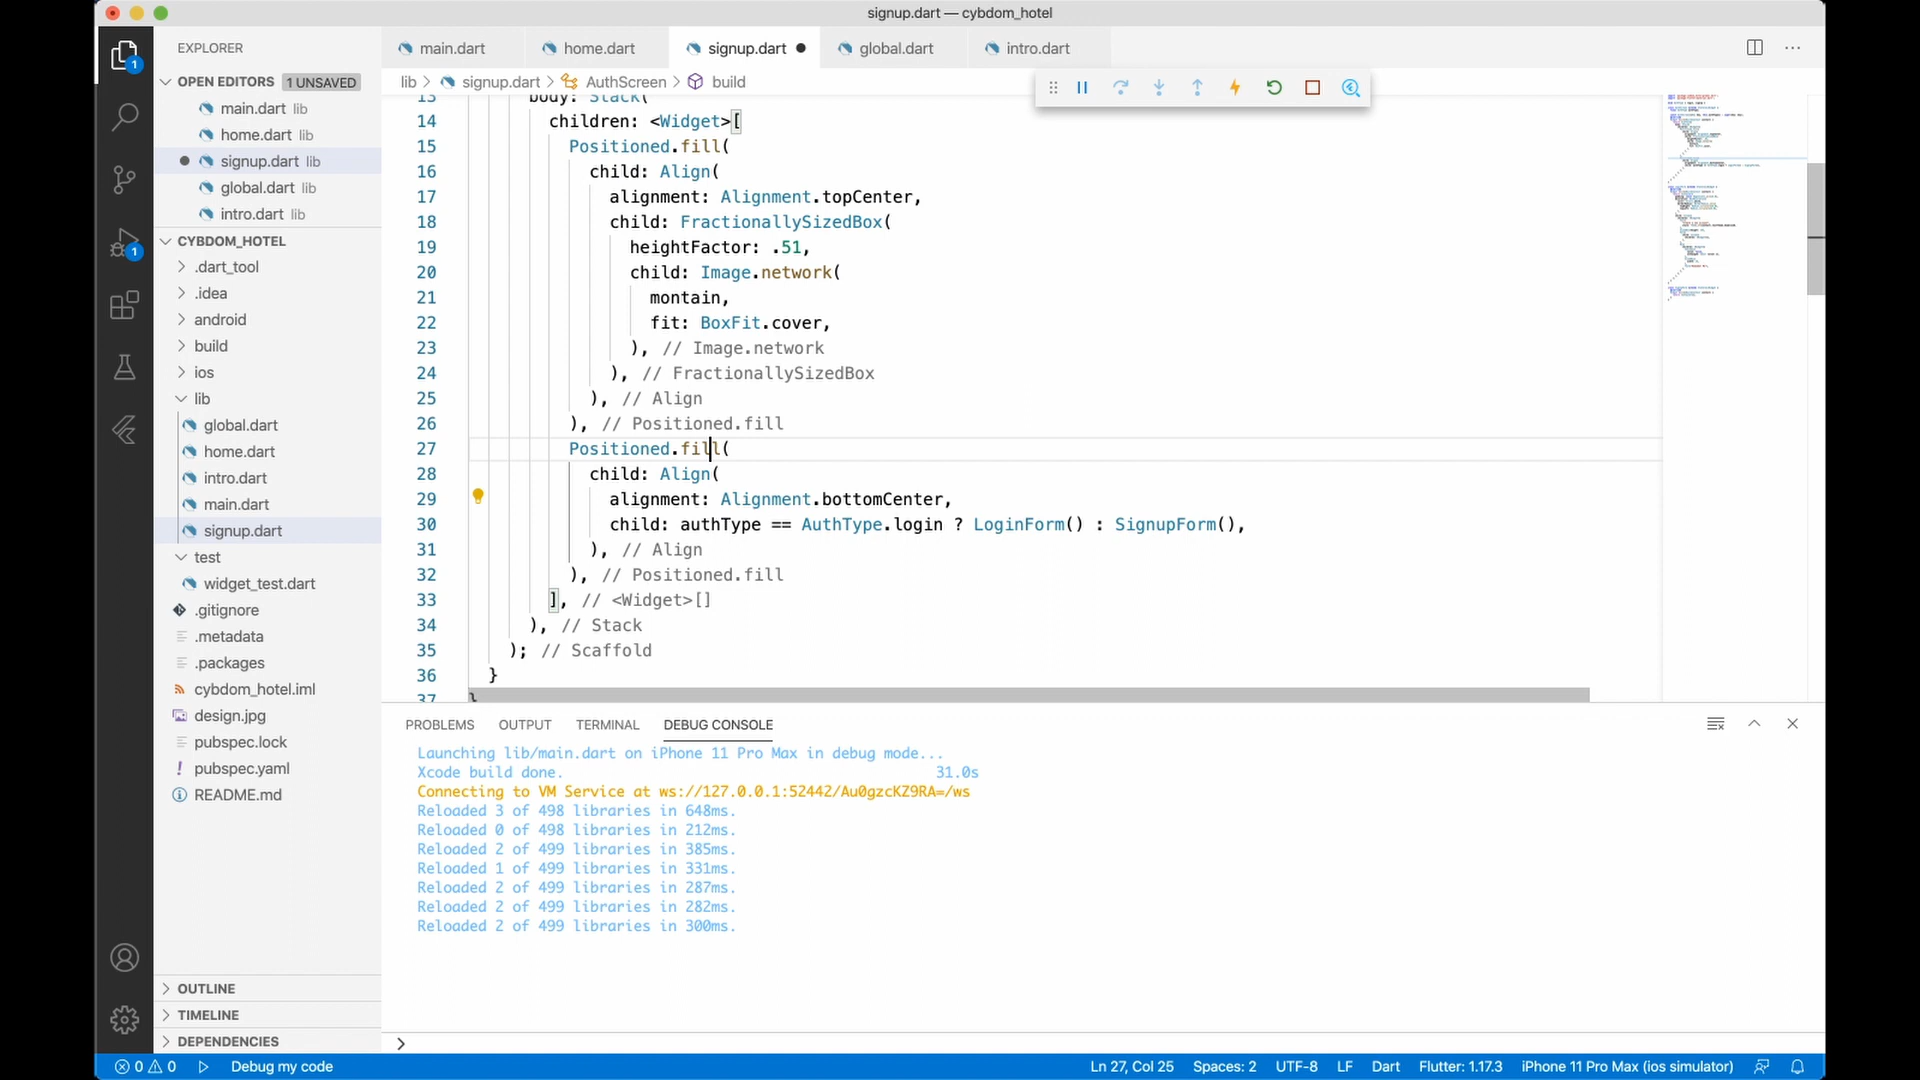 signup.dart — cybdom_hotel
EXPLORER
main.dart
home.dart
signup.dart
global.dart
intro.dart
OPEN EDITORS 1 UNSAVED
main.dart lib
home.dart lib
signup.dart lib
global.dart lib
intro.dart lib
CYBDOM_HOTEL
.dart_tool
.idea
android
build
ios
lib
global.dart
home.dart
intro.dart
main.dart
signup.dart
test
widget_test.dart
.gitignore
.metadata
.packages
cybdom_hotel.iml
design.jpg
pubspec.lock
pubspec.yaml
README.md
OUTLINE
TIMELINE
DEPENDENCIES
1
1
lib > signup.dart > AuthScreen > build
13 body: Stack(
14 children: <Widget>[
15 Positioned.fill(
16 child: Align(
17 alignment: Alignment.topCenter,
18 child: FractionallySizedBox(
19 heightFactor: .51,
20 child: Image.network(
21 montain,
22 fit: BoxFit.cover,
23 ), // Image.network
24 ), // FractionallySizedBox
25 ), // Align
26 ), // Positioned.fill
27 Positioned.fill(
28 child: Align(
29 alignment: Alignment.bottomCenter,
30 child: authType == AuthType.login ? LoginForm() : SignupForm(),
31 ), // Align
32 ), // Positioned.fill
33 ], // <Widget>[]
34 ), // Stack
35 ); // Scaffold
36 }
37 }
PROBLEMS OUTPUT TERMINAL DEBUG CONSOLE
Launching lib/main.dart on iPhone 11 Pro Max in debug mode...
Xcode build done. 31.0s
Connecting to VM Service at ws://127.0.0.1:52442/Au0gzcKZ9RA=/ws
Reloaded 3 of 498 libraries in 648ms.
Reloaded 0 of 498 libraries in 212ms.
Reloaded 2 of 499 libraries in 385ms.
Reloaded 1 of 499 libraries in 331ms.
Reloaded 2 of 499 libraries in 287ms.
Reloaded 2 of 499 libraries in 282ms.
Reloaded 2 of 499 libraries in 300ms.
0 0 Debug my code Ln 27, Col 25 Spaces: 2 UTF-8 LF Dart Flutter: 1.17.3 iPhone 11 Pro Max (ios simulator)